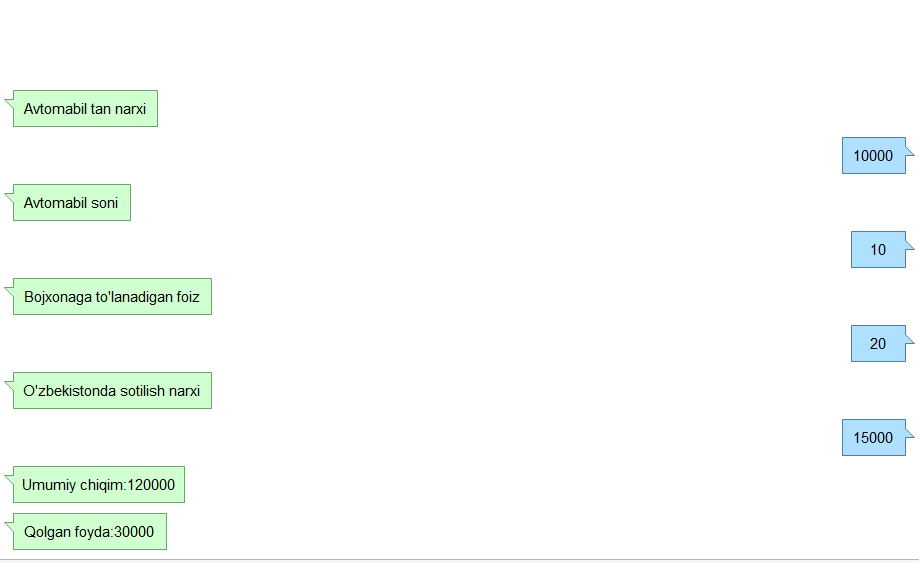 Avtomabil tan narxi
10000
Avtomabil soni
10
Bojxonaga to'lanadigan foiz
20
O'zbekistonda sotilish narxi
15000
Umumiy chiqim:120000
Qolgan foyda:30000